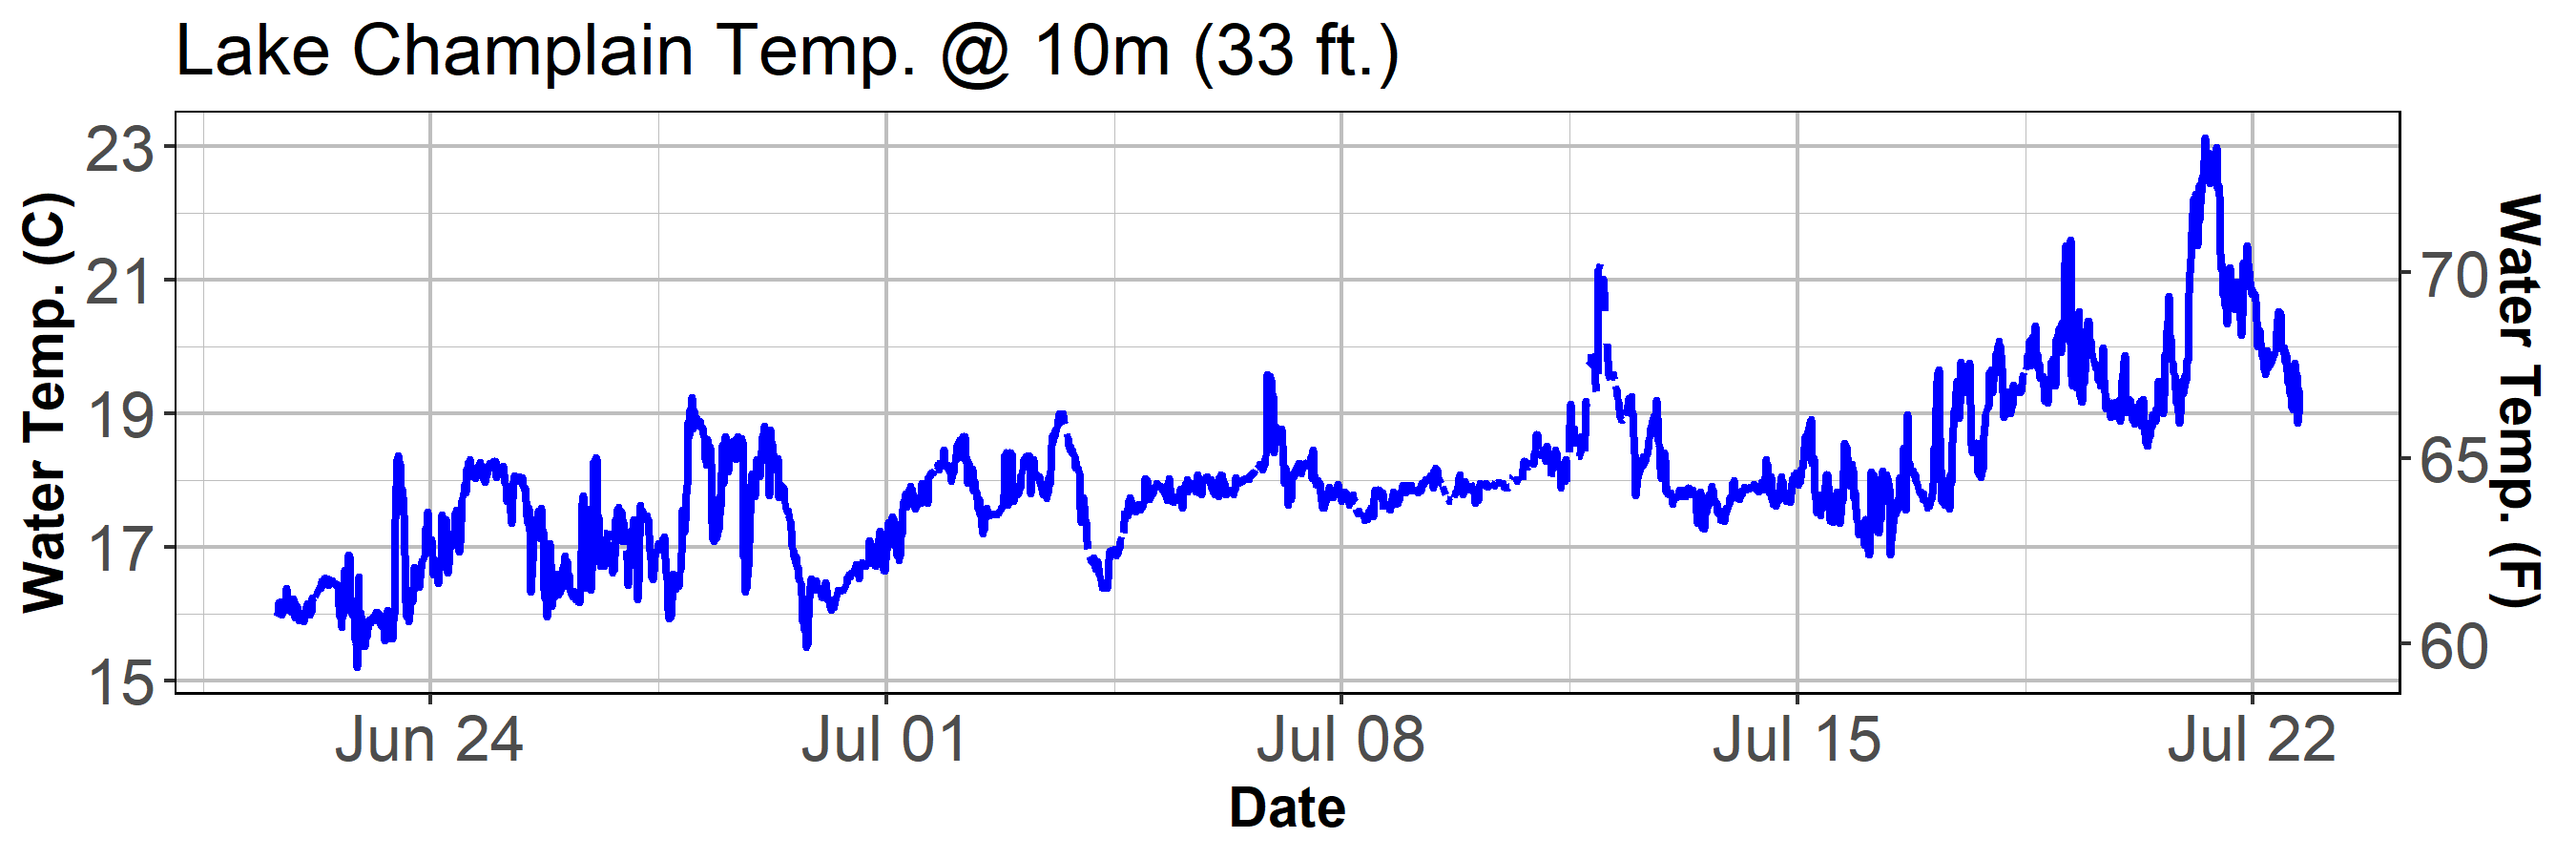 Lake Champlain Temp. @ 10m (33 ft.)
Water Temp. (C)
23
21
19
17
15
70
65
60
Water Temp. (F)
Jun 24 Jul 01 Jul 08 Jul 15 Jul 22
Date